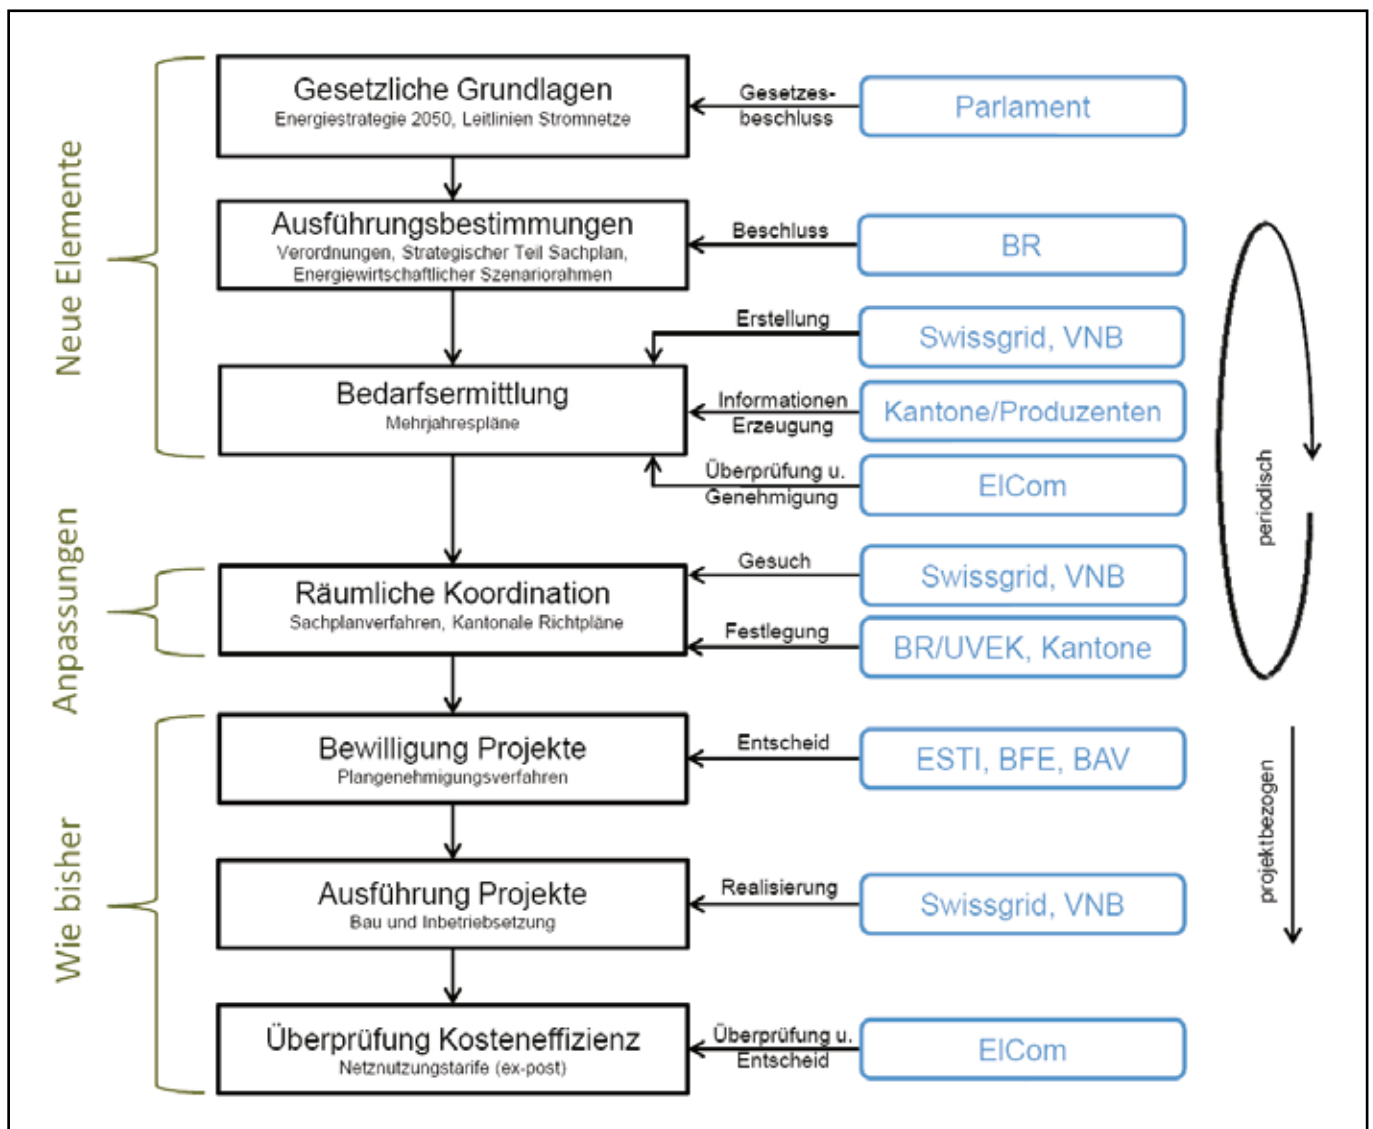 Neue Elemente
Gesetzliche Grundlagen
Energiestrategie 2050, Leitlinien Stromnetze
Gesetzes-
beschluss
Parlament
Ausführungsbestimmungen
Verordnungen, Strategischer Teil Sachplan,
Energiewirtschaftlicher Szenariorahmen
Beschluss
BR
Bedarfsermittlung
Mehrjahrespläne
Erstellung
Swissgrid, VNB
Informationen
Erzeugung
Kantone/Produzenten
Überprüfung u.
Genehmigung
ElCom
periodisch
Anpassungen
Räumliche Koordination
Sachplanverfahren, Kantonale Richtpläne
Gesuch
Swissgrid, VNB
Festlegung
BR/UVEK, Kantone
Wie bisher
Bewilligung Projekte
Plangenehmigungsverfahren
Entscheid
ESTI, BFE, BAV
projektbezogen
Ausführung Projekte
Bau und Inbetriebsetzung
Realisierung
Swissgrid, VNB
Überprüfung Kosteneffizienz
Netznutzungstarife (ex-post)
Überprüfung u.
Entscheid
ElCom